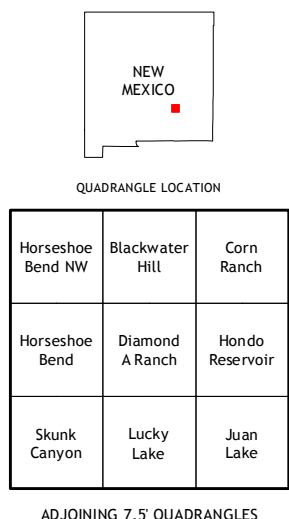 NEW
MEXICO
QUADRANGLE LOCATION
Horseshoe Bend NW
Blackwater Hill
Corn Ranch
Horseshoe Bend
Diamond A Ranch
Hondo Reservoir
Skunk Canyon
Lucky Lake
Juan Lake
ADJOINING 7.5' QUADRANGLES